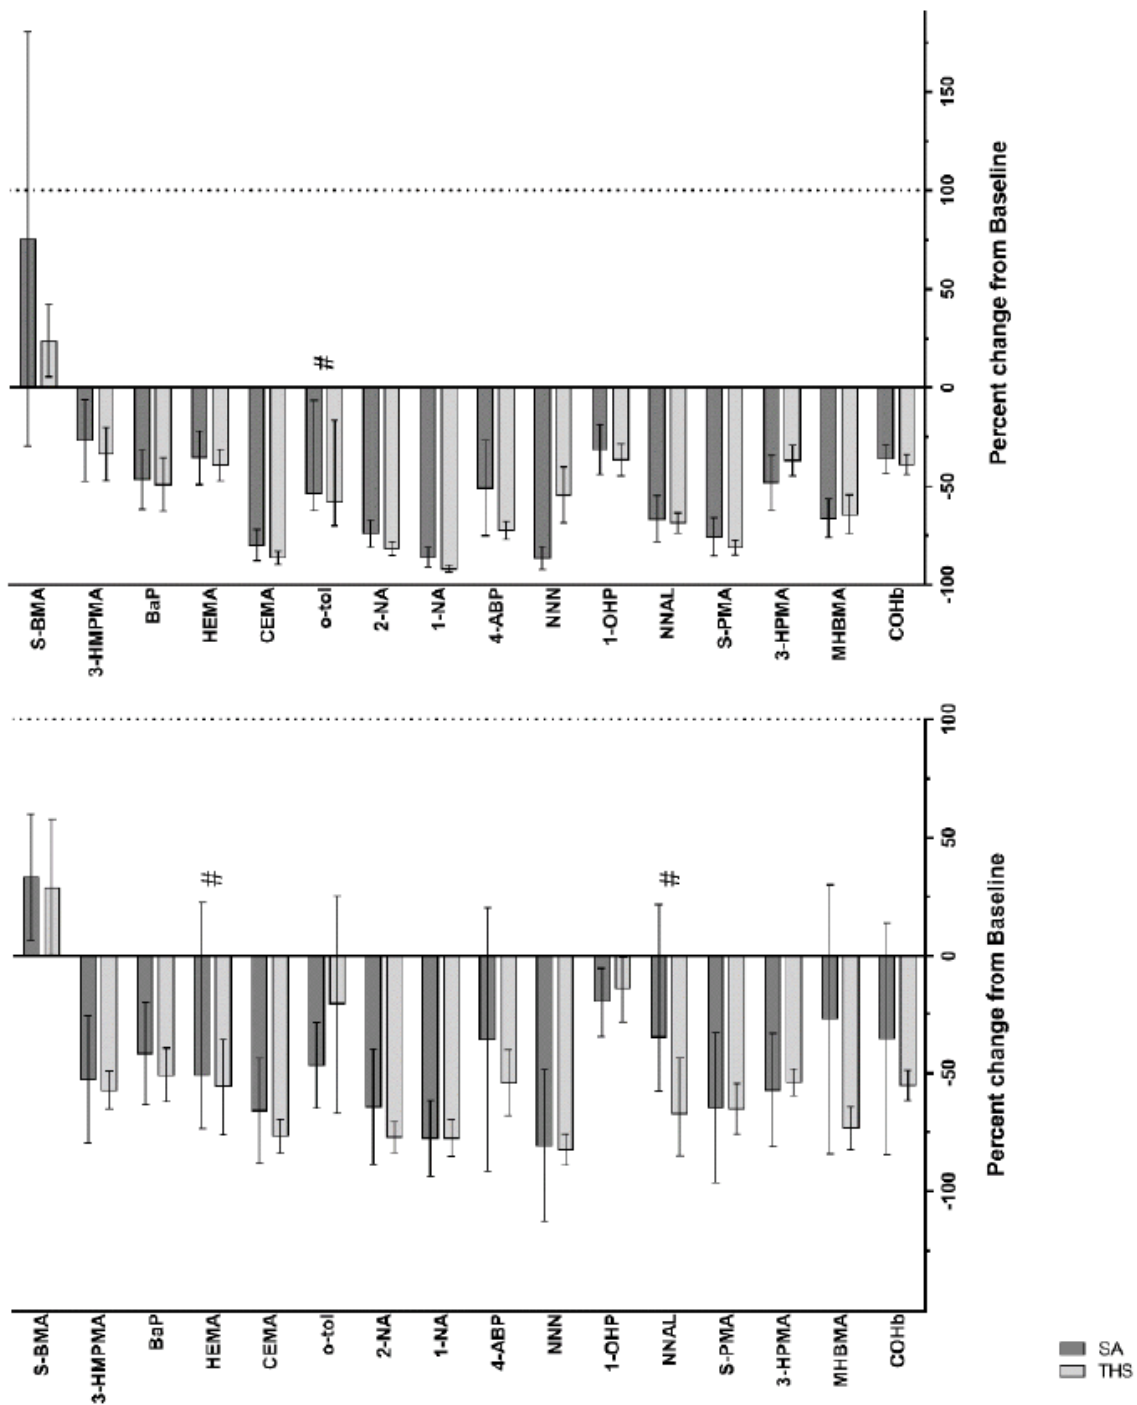 150
100
50
0
-50
-100
Percent change from Baseline
#
S-BMA
3-HMPMA
BaP
HEMA
CEMA
o-tol
2-NA
1-NA
4-ABP
NNN
1-OHP
NNAL
S-PMA
3-HPMA
MHBMA
COHb
100
50
0
-50
-100
Percent change from Baseline
#
#
S-BMA
3-HMPMA
BaP
HEMA
CEMA
o-tol
2-NA
1-NA
4-ABP
NNN
1-OHP
NNAL
S-PMA
3-HPMA
MHBMA
COHb
SA
THS